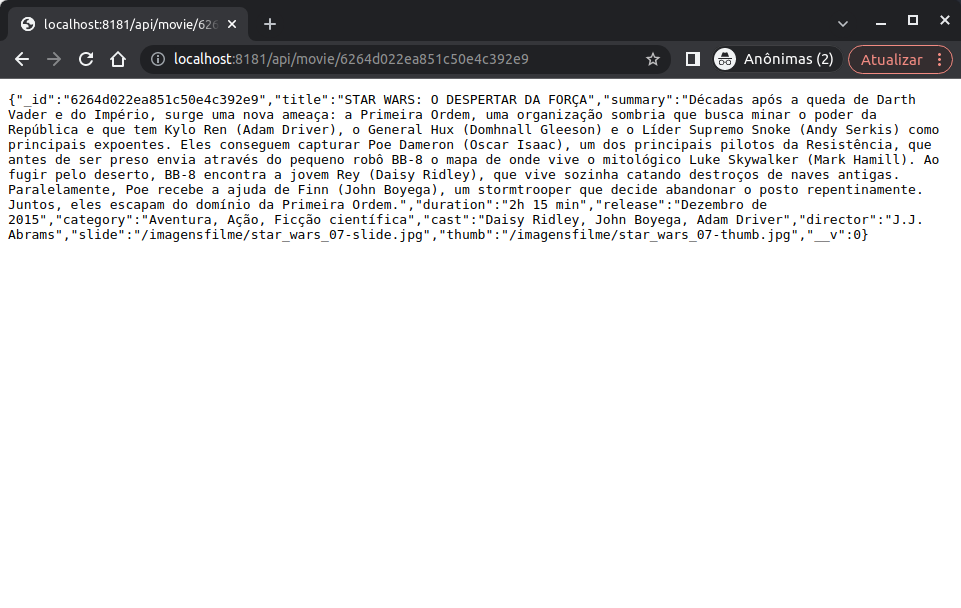 localhost:8181/api/movie/626
localhost:8181/api/movie/6264d022ea851c50e4c392e9
Anônimas (2)
Atualizar
{"_id":"6264d022ea851c50e4c392e9","title":"STAR WARS: O DESPERTAR DA FORÇA","summary":"Décadas após a queda de Darth
Vader e do Império, surge uma nova ameaça: a Primeira Ordem, uma organização sombria que busca minar o poder da
República e que tem Kylo Ren (Adam Driver), o General Hux (Domhnall Gleeson) e o Líder Supremo Snoke (Andy Serkis) como
principais expoentes. Eles conseguem capturar Poe Dameron (Oscar Isaac), um dos principais pilotos da Resistência, que
antes de ser preso envia através do pequeno robô BB-8 o mapa de onde vive o mitológico Luke Skywalker (Mark Hamill). Ao
fugir pelo deserto, BB-8 encontra a jovem Rey (Daisy Ridley), que vive sozinha catando destroços de naves antigas.
Paralelamente, Poe recebe a ajuda de Finn (John Boyega), um stormtrooper que decide abandonar o posto repentinamente.
Juntos, eles escapam do domínio da Primeira Ordem.","duration":"2h 15 min","release":"Dezembro de
2015","category":"Aventura, Ação, Ficção científica","cast":"Daisy Ridley, John Boyega, Adam Driver","director":"J.J.
Abrams","slide":"/imagensfilme/star_wars_07-slide.jpg","thumb":"/imagensfilme/star_wars_07-thumb.jpg","__v":0}